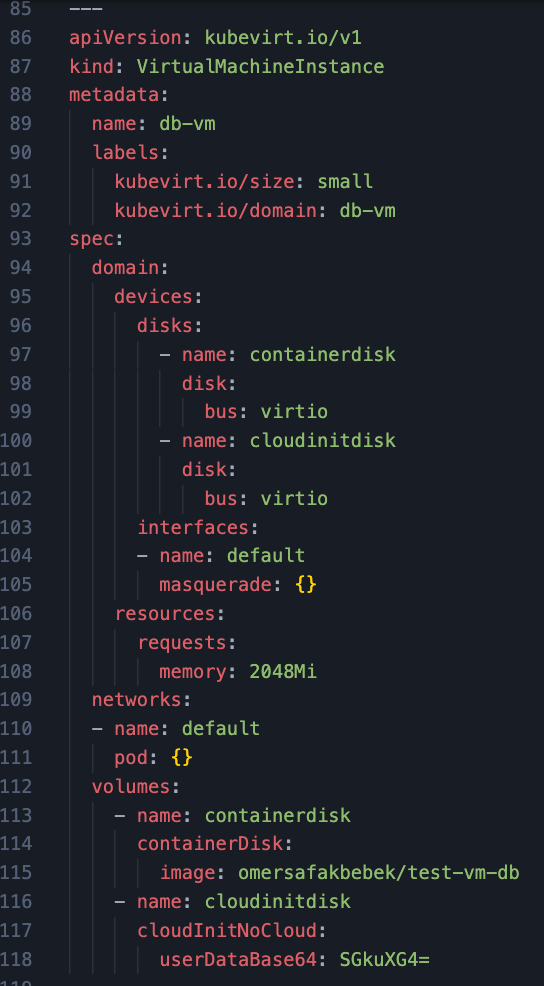 85 ---
86 apiVersion: kubevirt.io/v1
87 kind: VirtualMachineInstance
88 metadata:
89   name: db-vm
90   labels:
91     kubevirt.io/size: small
92     kubevirt.io/domain: db-vm
93 spec:
94   domain:
95     devices:
96       disks:
97         - name: containerdisk
98           disk:
99             bus: virtio
100         - name: cloudinitdisk
101           disk:
102             bus: virtio
103       interfaces:
104       - name: default
105         masquerade: {}
106     resources:
107       requests:
108         memory: 2048Mi
109   networks:
110   - name: default
111     pod: {}
112   volumes:
113     - name: containerdisk
114       containerDisk:
115         image: omersafakbebek/test-vm-db
116     - name: cloudinitdisk
117       cloudInitNoCloud:
118         userDataBase64: SGkuXG4=